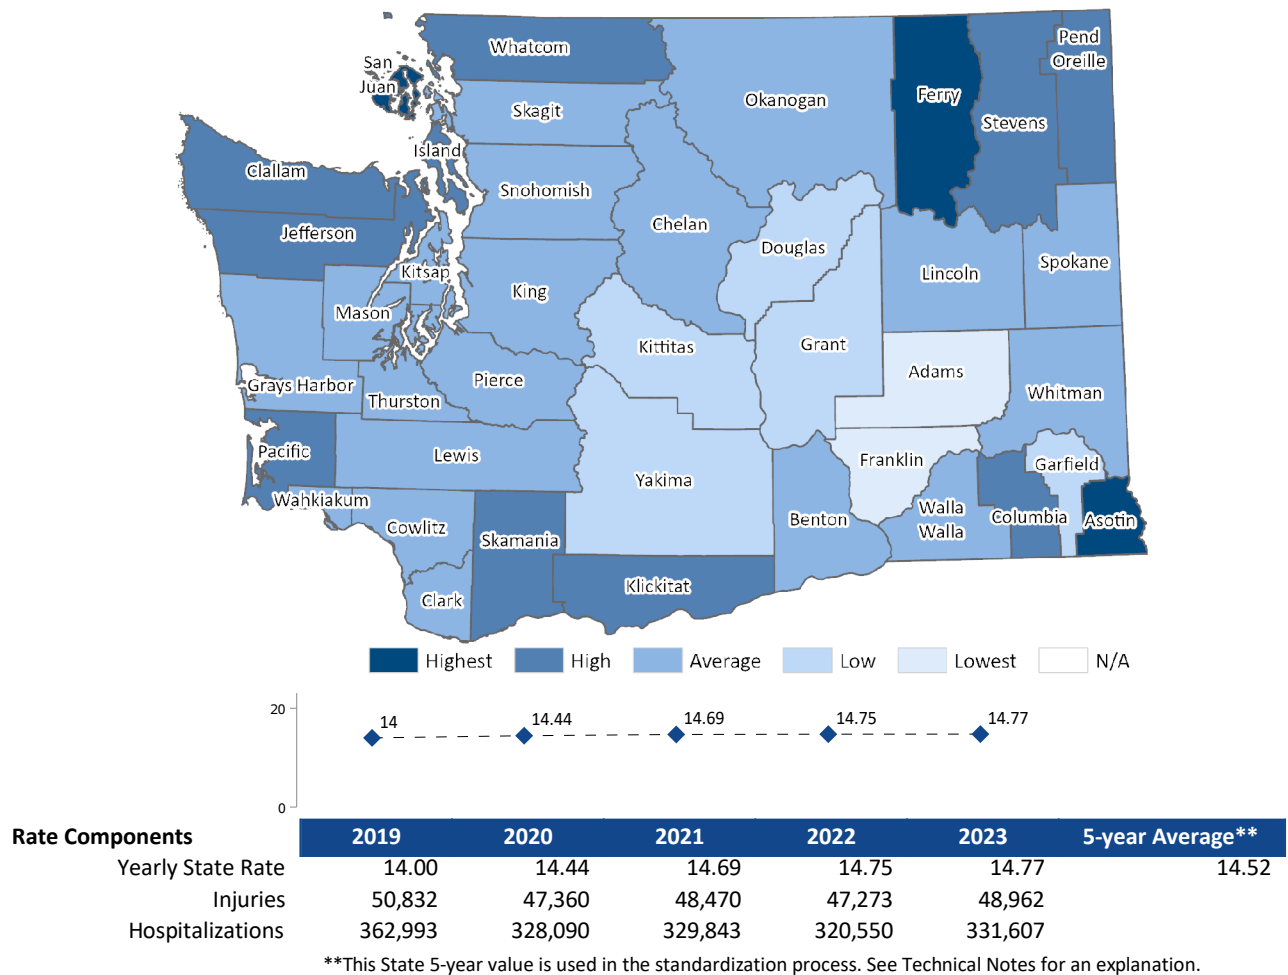 Whatcom
San
Juan
Skagit
Island
Clallam
Snohomish
Jefferson
Kitsap
King
Mason
Grays Harbor
Thurston
Pierce
Pacific
Lewis
Wahkiakum
Cowlitz
Skamania
Clark
Klickitat
Okanogan
Ferry
Stevens
Pend
Oreille
Chelan
Douglas
Lincoln
Spokane
Kittitas
Grant
Adams
Whitman
Yakima
Franklin
Garfield
Benton
Walla
Walla
Columbia
Asotin
Highest High Average Low Lowest N/A
20
14 14.44 14.69 14.75 14.77
0
Rate Components 2019 2020 2021 2022 2023 5-year Average**
Yearly State Rate 14.00 14.44 14.69 14.75 14.77 14.52
Injuries 50,832 47,360 48,470 47,273 48,962
Hospitalizations 362,993 328,090 329,843 320,550 331,607
**This State 5-year value is used in the standardization process. See Technical Notes for an explanation.